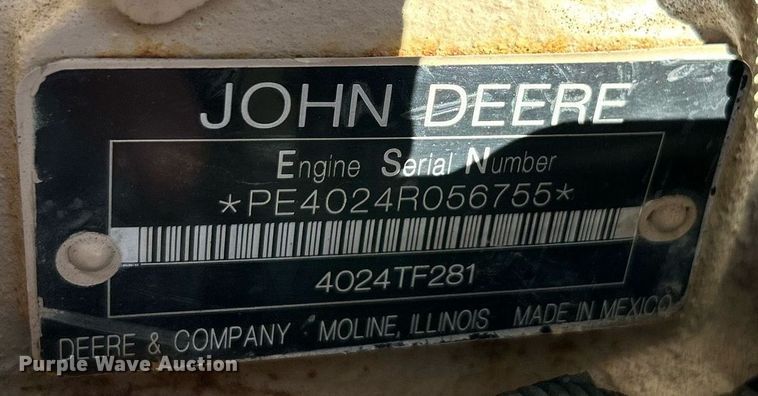 JOHN DEERE
Engine Serial Number
*PE4024R056755*
4024TF281
DEERE & COMPANY MOLINE, ILLINOIS MADE IN MEXICO
Purple Wave Auction